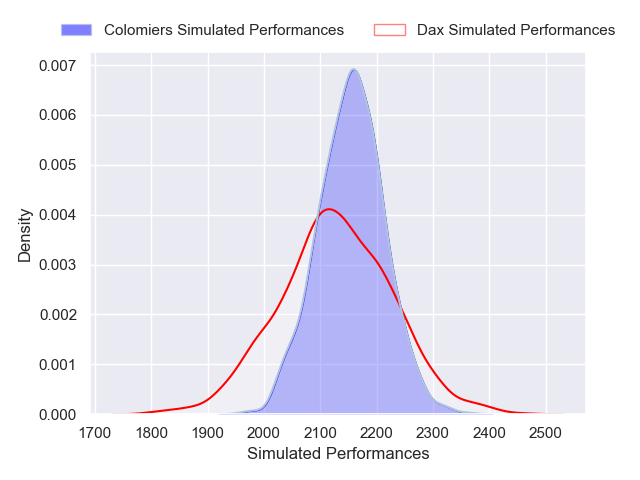 Colomiers Simulated Performances
Dax Simulated Performances
0.007
0.006
0.005
0.004
0.003
0.002
0.001
0.000
Density
1700 1800 1900 2000 2100 2200 2300 2400 2500
Simulated Performances